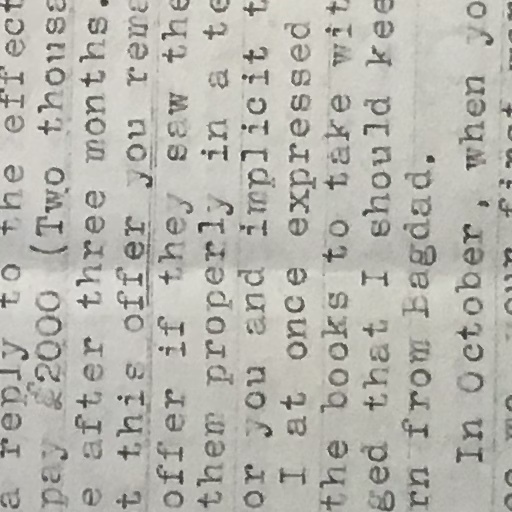 a reply to the effect
pay £2000 (Two thousa
e after three months.
t this offer you rema
offer if they saw the
them properly in a te
or you and implicit t
I at once expressed
the books to take wit
ged that I should kee
rn from Bagdad.
In October, when yo
your first